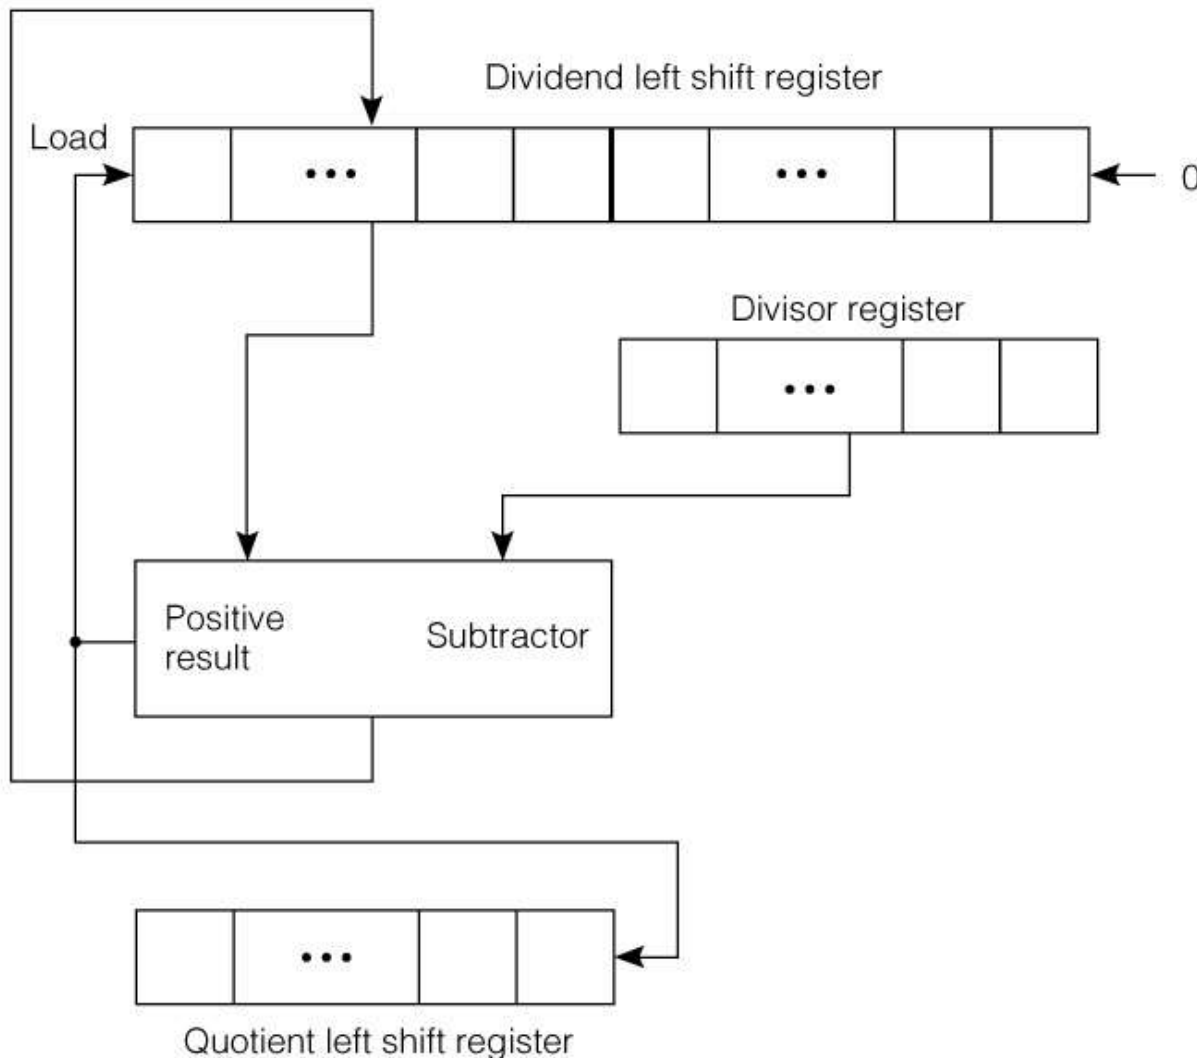 Dividend left shift register
Load
0
Divisor register
Positive
result
Subtractor
Quotient left shift register